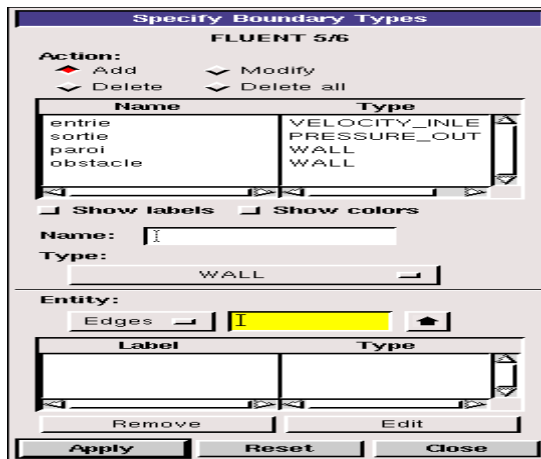 Specify Boundary Types
FLUENT 5/6
Action:
Add Modify
Delete Delete all
Name Type
entrie VELOCITY_INLE
sortie PRESSURE_OUT
paroi WALL
obstacle WALL
Show labels Show colors
Name:
Type:
WALL
Entity:
Edges
Label Type
Remove Edit
Apply Reset Close